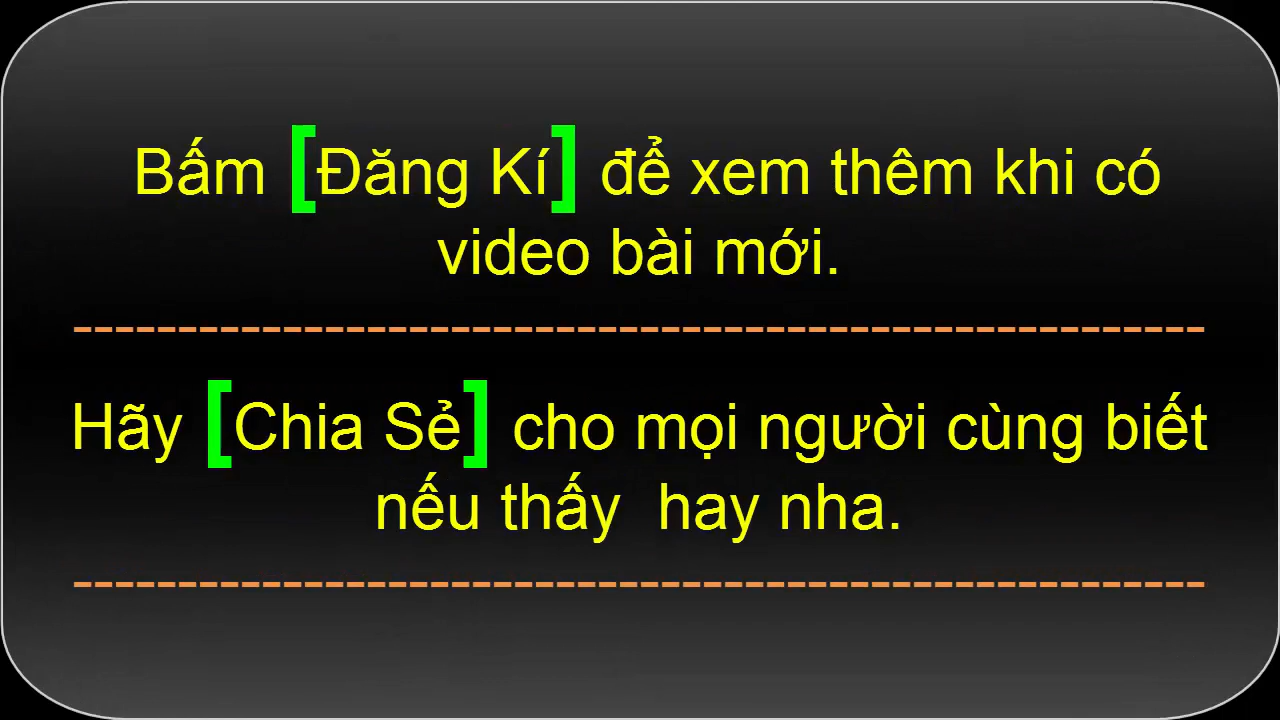 Bấm [Đăng Kí] để xem thêm khi có
video bài mới.
------------------------------------------------------
Hãy [Chia Sẻ] cho mọi người cùng biết
nếu thấy  hay nha.
------------------------------------------------------